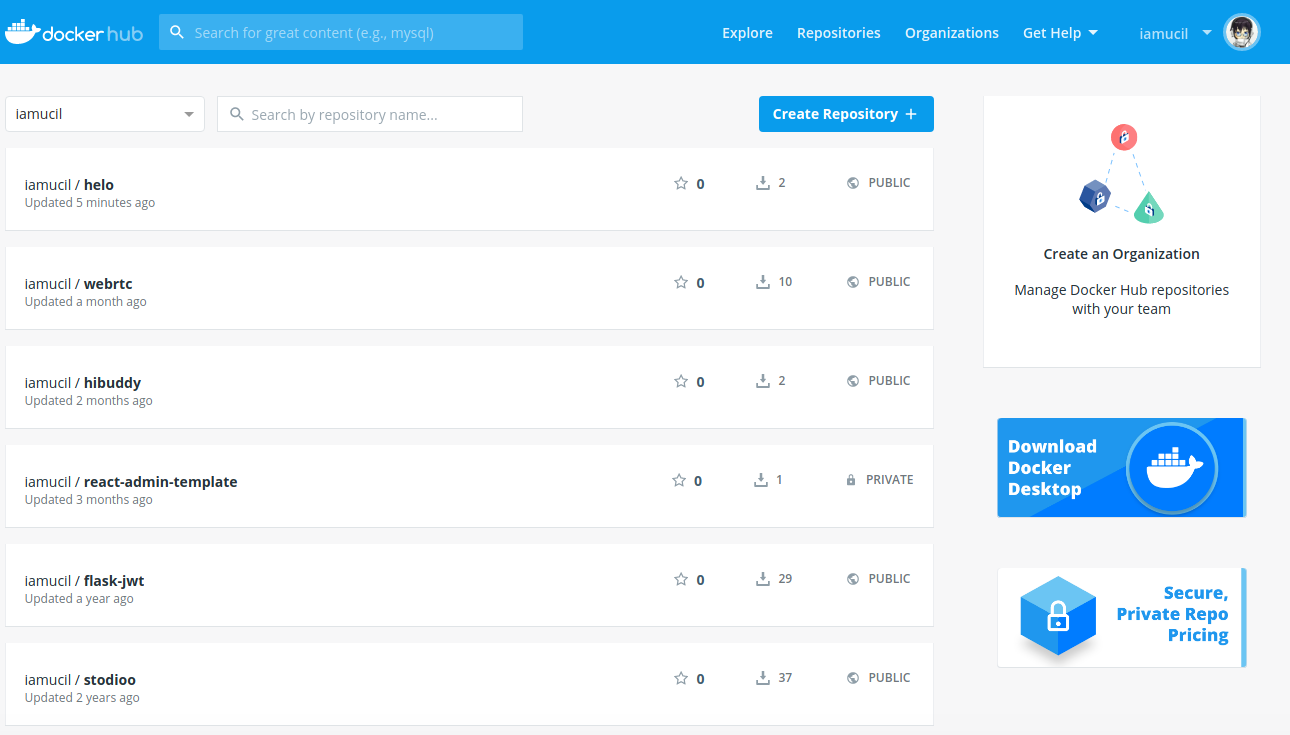 docker hub
Search for great content (e.g., mysql)
Explore
Repositories
Organizations
Get Help
iamucil
iamucil
Search by repository name...
Create Repository +
iamucil / helo
Updated 5 minutes ago
0
2
PUBLIC
iamucil / webrtc
Updated a month ago
0
10
PUBLIC
iamucil / hibuddy
Updated 2 months ago
0
2
PUBLIC
iamucil / react-admin-template
Updated 3 months ago
0
1
PRIVATE
iamucil / flask-jwt
Updated a year ago
0
29
PUBLIC
iamucil / stodioo
Updated 2 years ago
0
37
PUBLIC
Create an Organization
Manage Docker Hub repositories
with your team
Download
Docker
Desktop
Secure,
Private Repo
Pricing